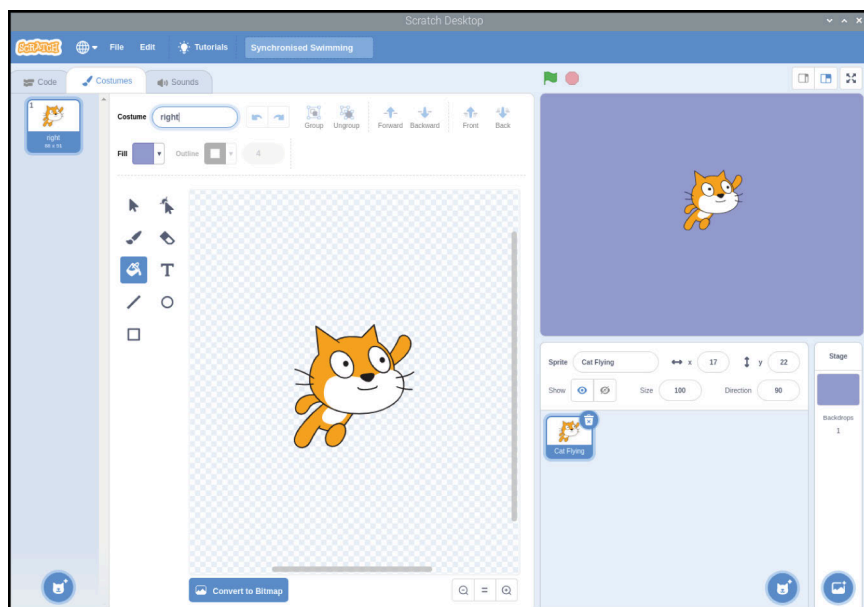 Scratch Desktop
SCRATCH
File Edit Tutorials Synchronised Swimming
Code Costumes Sounds
1
right
Costume right
Group Ungroup Forward Backward Front Back
Fill Outline 4
Convert to Bitmap
Sprite Cat Flying x 17 y 22
Show Size 100 Direction 90
Cat Flying
Stage
Backdrops
1